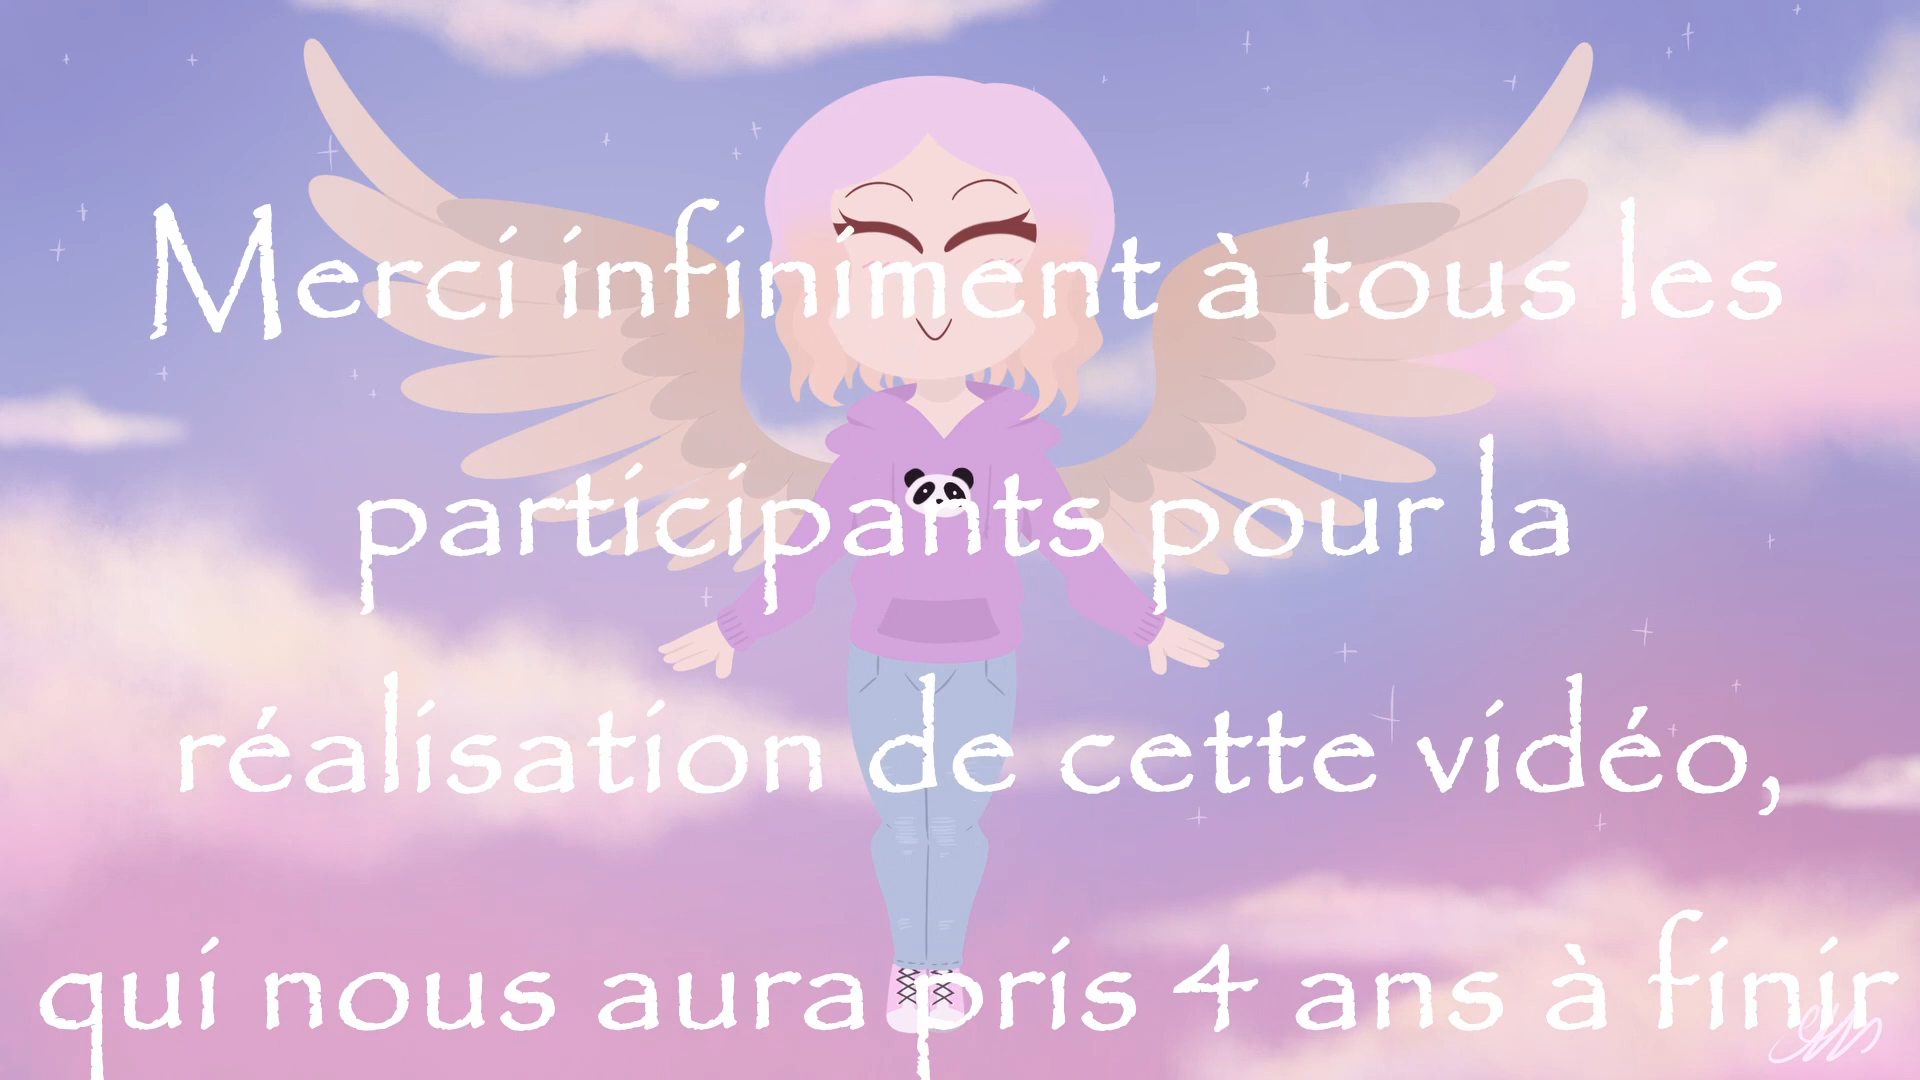 Merci infiniment à tous les
participants pour la
réalisation de cette vidéo,
qui nous aura pris 4 ans à finir